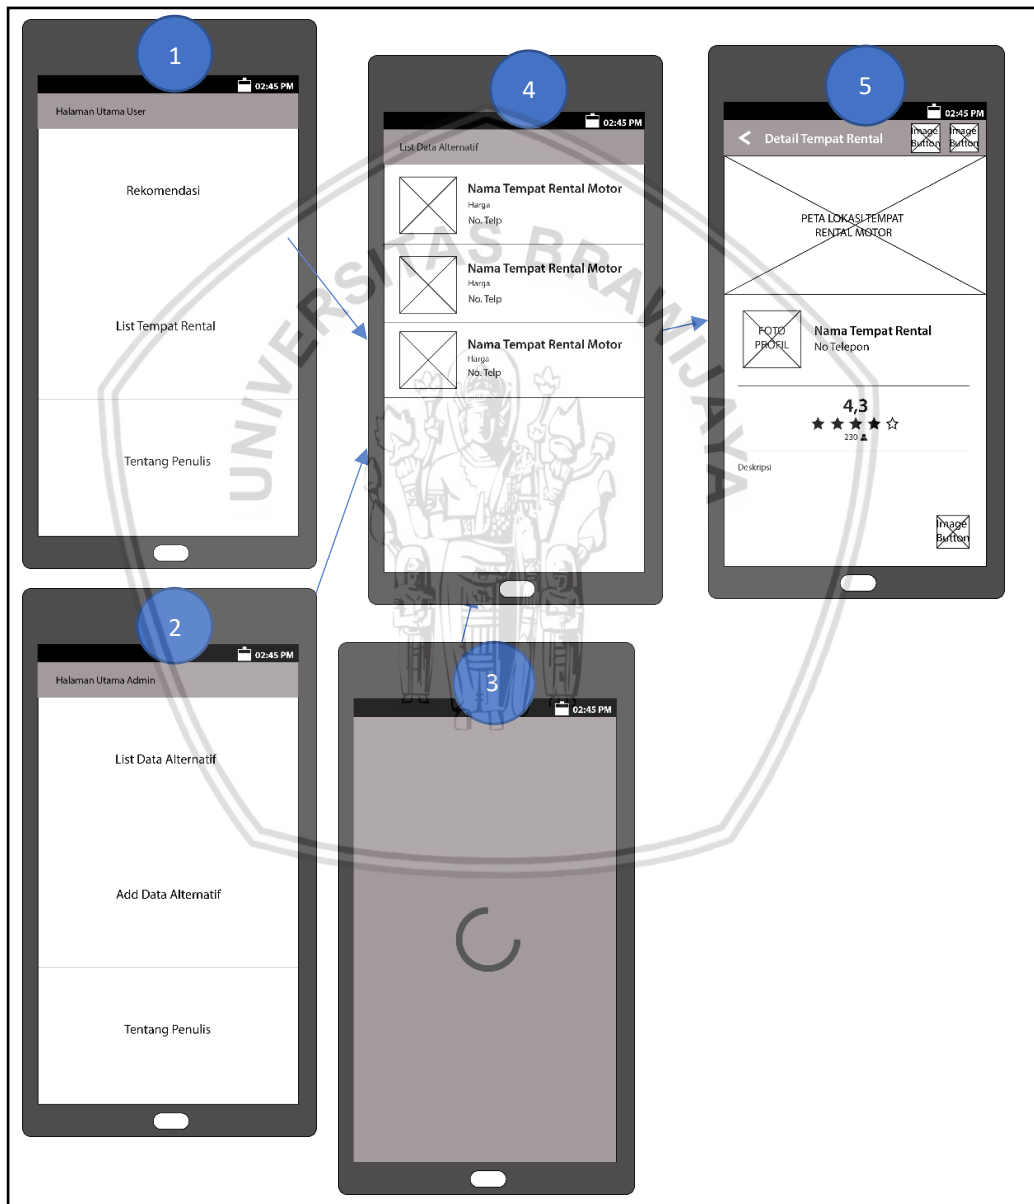 1
02:45 PM
Halaman Utama User
Rekomendasi
List Tempat Rental
Tentang Penulis
2
02:45 PM
Halaman Utama Admin
List Data Alternatif
Add Data Alternatif
Tentang Penulis
3
02:45 PM
4
02:45 PM
List Data Alternatif
Nama Tempat Rental Motor
Harga
No. Telp
Nama Tempat Rental Motor
Harga
No. Telp
Nama Tempat Rental Motor
Harga
No. Telp
5
02:45 PM
Detail Tempat Rental
Image
Button
Image
Button
PETA LOKASI TEMPAT
RENTAL MOTOR
FOTO
PROFIL
Nama Tempat Rental
No Telepon
4,3
230
Deskripsi
Image
Button
UNIVERSITAS BRAWIJAYA